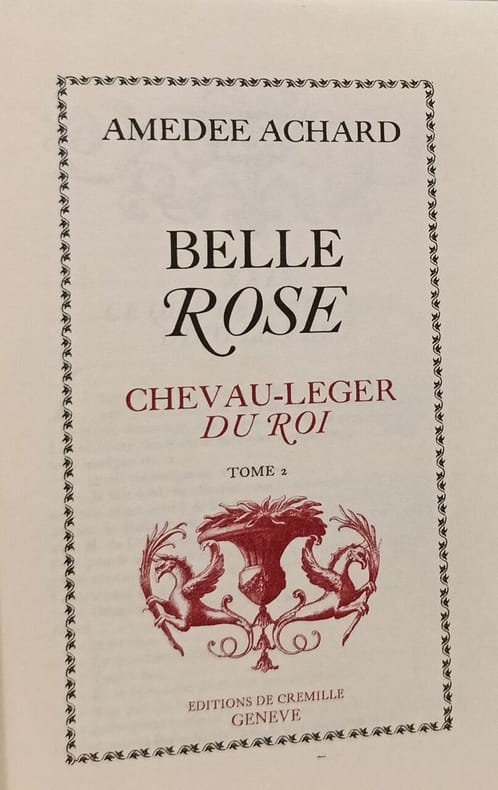 AMEDEE ACHARD
BELLE
ROSE
CHEVAU-LEGER
DU ROI
TOME 2
EDITIONS DE CREMILLE
GENEVE